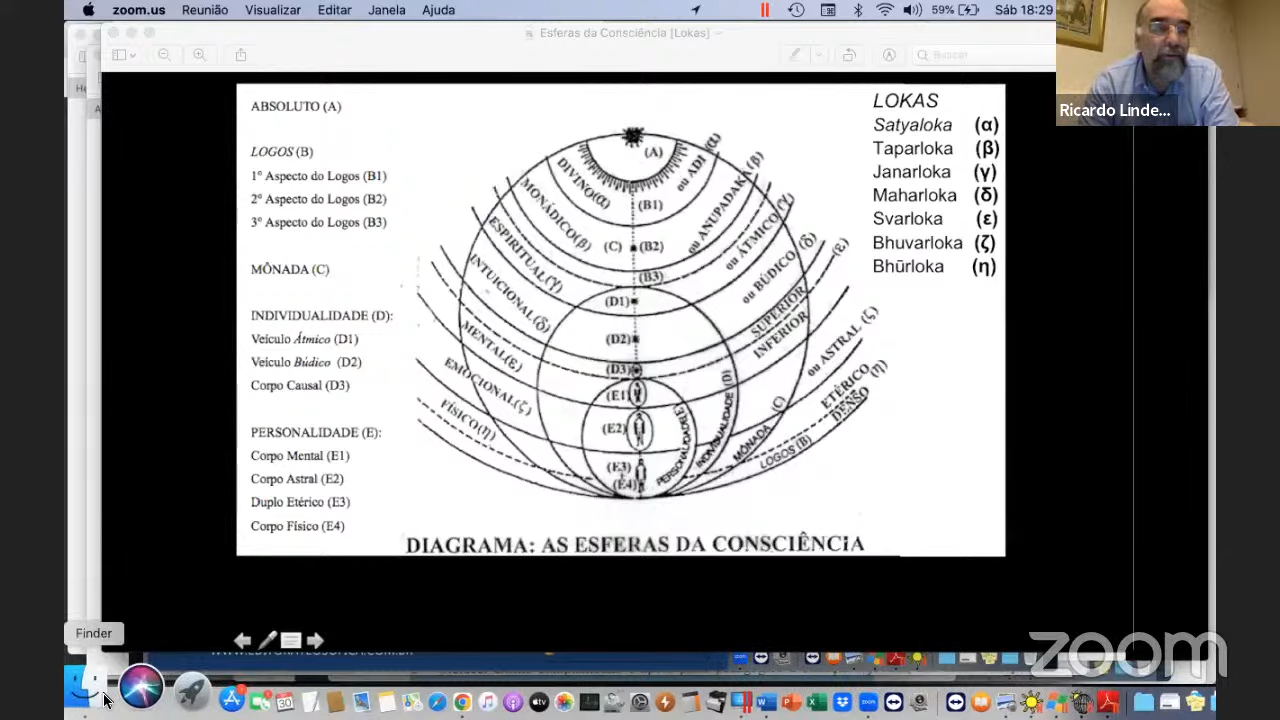 zoom.us Reunião Visualizar Editar Janela Ajuda
59% Sáb 18:29
Esferas da Consciência [Lokas]
Buscar
Ricardo Linde...
ABSOLUTO (A)
LOGOS (B)
1º Aspecto do Logos (B1)
2º Aspecto do Logos (B2)
3º Aspecto do Logos (B3)
MÔNADA (C)
INDIVIDUALIDADE (D):
Veículo Átmico (D1)
Veículo Búdico (D2)
Corpo Causal (D3)
PERSONALIDADE (E):
Corpo Mental (E1)
Corpo Astral (E2)
Duplo Etérico (E3)
Corpo Físico (E4)
(A)
DIVINO(α)
ou ADI (α)
(B1)
MONÁDICO(β)
ou ANUPADAKA(β)
(C) (B2)
ESPIRITUAL(γ)
ou ÁTMICO(γ)
(B3)
INTUICIONAL(δ)
ou BÚDICO(δ)
(D1)
(D2)
MENTAL(ε)
SUPERIOR (ε)
INFERIOR
(D3)
EMOCIONAL(ζ)
ou ASTRAL(ζ)
(E1)
(E2)
FÍSICO(η)
ETÉRICO (η)
DENSO
(E3)
(E4)
PERSONALIDADE
INDIVIDUALIDADE (D)
MÔNADA (C)
LOGOS (B)
LOKAS
Satyaloka (α)
Taparloka (β)
Janarloka (γ)
Maharloka (δ)
Svarloka (ε)
Bhuvarloka (ζ)
Bhūrloka (η)
DIAGRAMA: AS ESFERAS DA CONSCIÊNCIA
Finder
zoom
30
tv
zoom